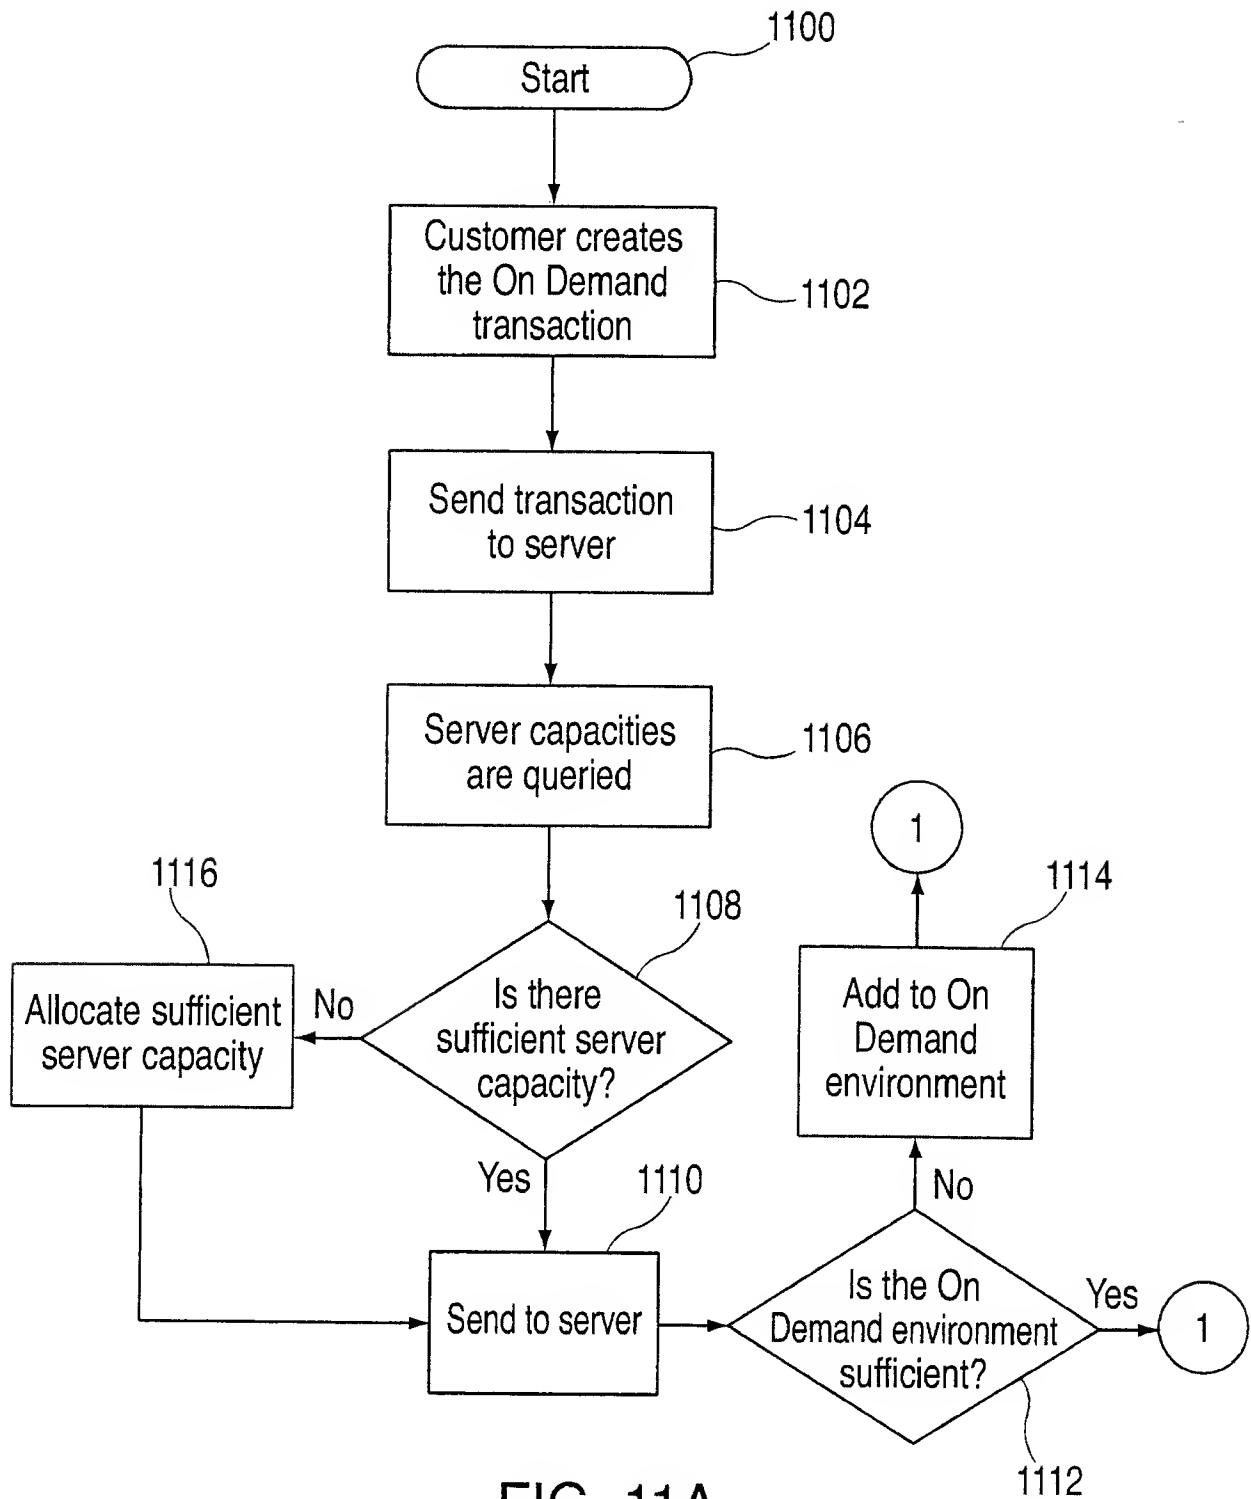 1100
Start
Customer creates
the On Demand
transaction
1102
Send transaction
to server
1104
Server capacities
are queried
1106
1
1116
1108
1114
Allocate sufficient
server capacity
No
Is there
sufficient server
capacity?
Add to On
Demand
environment
Yes
1110
No
Send to server
Is the On
Demand environment
sufficient?
Yes
1
1112
FIG. 11A